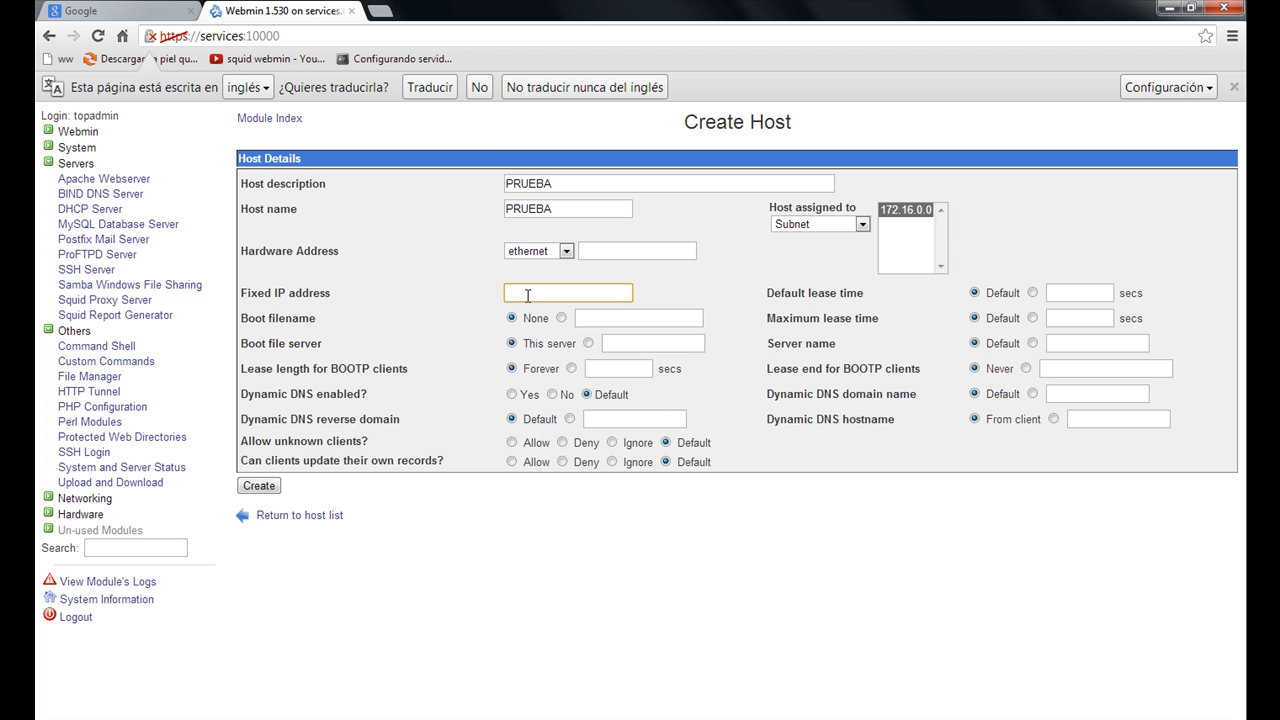 Google
Webmin 1.530 on services.
https://services:10000
ww
Descargar a piel qu...
squid webmin - You...
Configurando servid...
Esta página está escrita en
inglés
¿Quieres traducirla?
Traducir
No
No traducir nunca del inglés
Configuración
Login: topadmin
Webmin
System
Servers
Apache Webserver
BIND DNS Server
DHCP Server
MySQL Database Server
Postfix Mail Server
ProFTPD Server
SSH Server
Samba Windows File Sharing
Squid Proxy Server
Squid Report Generator
Others
Command Shell
Custom Commands
File Manager
HTTP Tunnel
PHP Configuration
Perl Modules
Protected Web Directories
SSH Login
System and Server Status
Upload and Download
Networking
Hardware
Un-used Modules
Search:
View Module's Logs
System Information
Logout
Module Index
Create Host
Host Details
Host description PRUEBA
Host name PRUEBA
Host assigned to
Subnet
172.16.0.0
Hardware Address ethernet
Fixed IP address
Default lease time Default secs
Boot filename None
Maximum lease time Default secs
Boot file server This server
Server name Default
Lease length for BOOTP clients Forever secs
Lease end for BOOTP clients Never
Dynamic DNS enabled? Yes No Default
Dynamic DNS domain name Default
Dynamic DNS reverse domain Default
Dynamic DNS hostname From client
Allow unknown clients? Allow Deny Ignore Default
Can clients update their own records? Allow Deny Ignore Default
Create
Return to host list